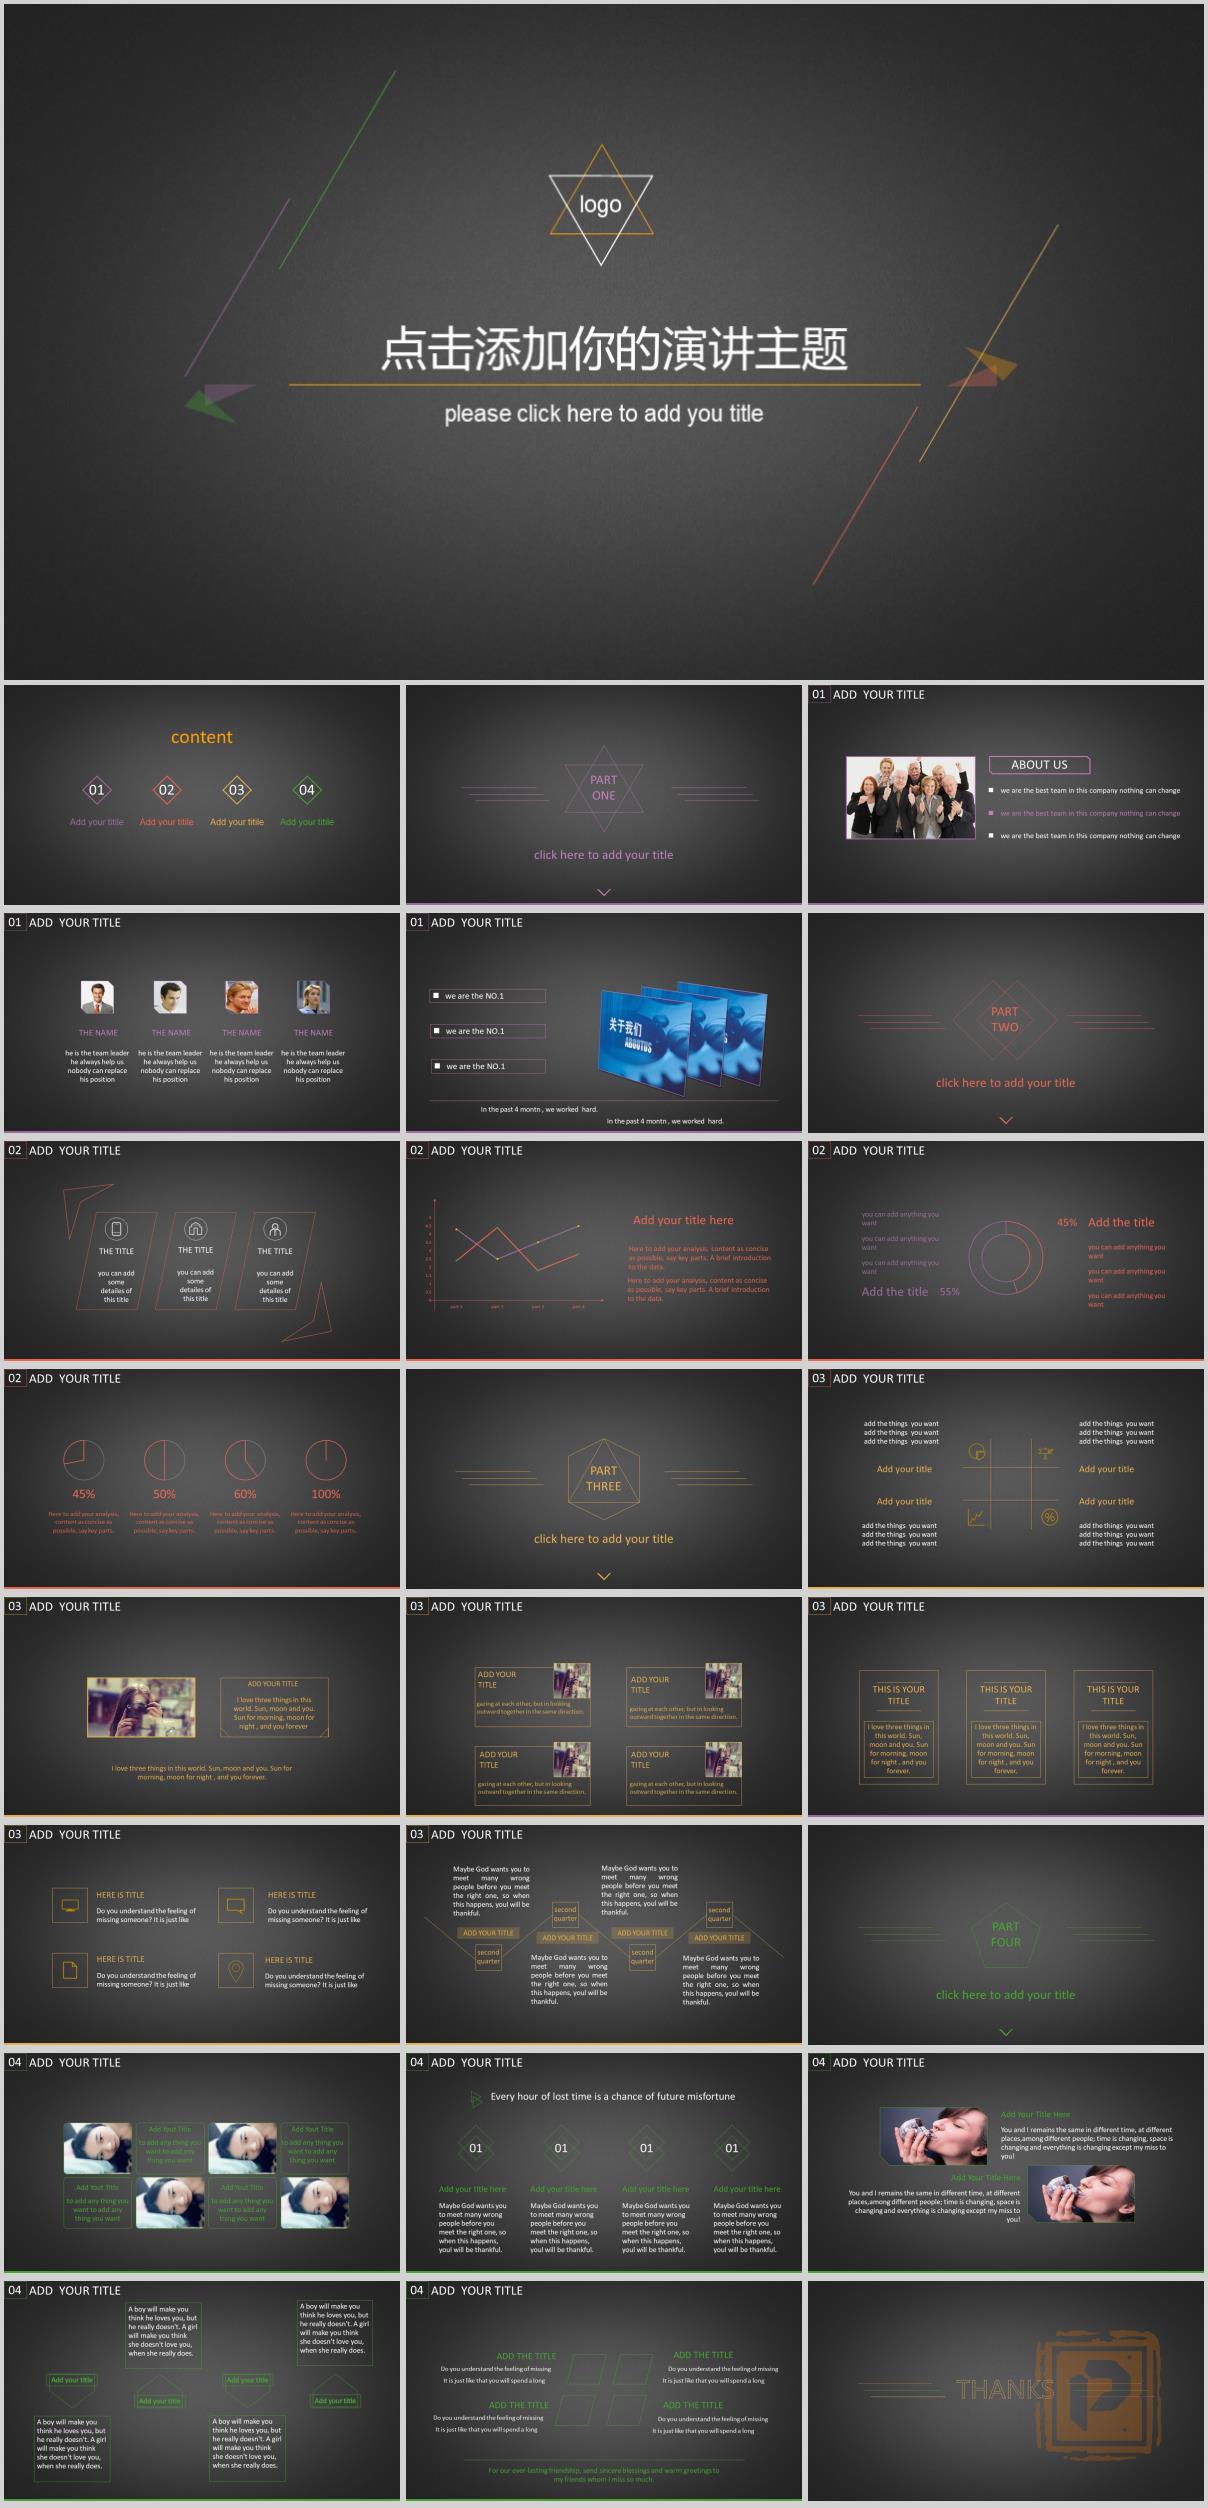 logo
点击添加你的演讲主题
please click here to add you title
content
01
02
03
04
Add your titile
Add your titile
Add your titile
Add your titile
PART
ONE
click here to add your title
01 ADD YOUR TITLE
ABOUT US
we are the best team in this company nothing can change
we are the best team in this company nothing can change
we are the best team in this company nothing can change
01 ADD YOUR TITLE
THE NAME
THE NAME
THE NAME
THE NAME
he is the team leader
he always help us
nobody can replace
his position
he is the team leader
he always help us
nobody can replace
his position
he is the team leader
he always help us
nobody can replace
his position
he is the team leader
he always help us
nobody can replace
his position
01 ADD YOUR TITLE
we are the NO.1
we are the NO.1
we are the NO.1
关于我们
ABOUTUS
In the past 4 montn , we worked hard.
In the past 4 montn , we worked hard.
PART
TWO
click here to add your title
02 ADD YOUR TITLE
THE TITLE
you can add
some
detailes of
this title
THE TITLE
you can add
some
detailes of
this title
THE TITLE
you can add
some
detailes of
this title
02 ADD YOUR TITLE
Add your title here
Here to add your analysis, content as concise
as possible, say key parts. A brief introduction
to the data.
Here to add your analysis, content as concise
as possible, say key parts. A brief introduction
to the data.
02 ADD YOUR TITLE
you can add anything you
want
you can add anything you
want
you can add anything you
want
Add the title 55%
45% Add the title
you can add anything you
want
you can add anything you
want
you can add anything you
want
02 ADD YOUR TITLE
45%
50%
60%
100%
Here to add your analysis,
content as concise as
possible, say key parts.
Here to add your analysis,
content as concise as
possible, say key parts.
Here to add your analysis,
content as concise as
possible, say key parts.
Here to add your analysis,
content as concise as
possible, say key parts.
PART
THREE
click here to add your title
03 ADD YOUR TITLE
add the things you want
add the things you want
add the things you want
Add your title
Add your title
add the things you want
add the things you want
add the things you want
add the things you want
add the things you want
add the things you want
Add your title
Add your title
add the things you want
add the things you want
add the things you want
%
03 ADD YOUR TITLE
ADD YOUR TITLE
I love three things in this
world. Sun, moon and you.
Sun for morning, moon for
night , and you forever
I love three things in this world. Sun, moon and you. Sun for
morning, moon for night , and you forever.
03 ADD YOUR TITLE
ADD YOUR
TITLE
gazing at each other, but in looking
outward together in the same direction.
ADD YOUR
TITLE
gazing at each other, but in looking
outward together in the same direction.
ADD YOUR
TITLE
gazing at each other, but in looking
outward together in the same direction.
ADD YOUR
TITLE
gazing at each other, but in looking
outward together in the same direction.
03 ADD YOUR TITLE
THIS IS YOUR
TITLE
I love three things in
this world. Sun,
moon and you. Sun
for morning, moon
for night , and you
forever.
THIS IS YOUR
TITLE
I love three things in
this world. Sun,
moon and you. Sun
for morning, moon
for night , and you
forever.
THIS IS YOUR
TITLE
I love three things in
this world. Sun,
moon and you. Sun
for morning, moon
for night , and you
forever.
03 ADD YOUR TITLE
HERE IS TITLE
Do you understand the feeling of
missing someone? It is just like
HERE IS TITLE
Do you understand the feeling of
missing someone? It is just like
HERE IS TITLE
Do you understand the feeling of
missing someone? It is just like
HERE IS TITLE
Do you understand the feeling of
missing someone? It is just like
03 ADD YOUR TITLE
Maybe God wants you to
meet many wrong
people before you meet
the right one, so when
this happens, youl will be
thankful.
ADD YOUR TITLE
second
quarter
second
quarter
ADD YOUR TITLE
Maybe God wants you to
meet many wrong
people before you meet
the right one, so when
this happens, youl will be
thankful.
Maybe God wants you to
meet many wrong
people before you meet
the right one, so when
this happens, youl will be
thankful.
ADD YOUR TITLE
second
quarter
second
quarter
ADD YOUR TITLE
Maybe God wants you to
meet many wrong
people before you meet
the right one, so when
this happens, youl will be
thankful.
PART
FOUR
click here to add your title
04 ADD YOUR TITLE
Add Yout Title
to add any thing you
want to add any
thing you want
Add Yout Title
to add any thing you
want to add any
thing you want
Add Yout Title
to add any thing you
want to add any
thing you want
Add Yout Title
to add any thing you
want to add any
thing you want
04 ADD YOUR TITLE
Every hour of lost time is a chance of future misfortune
01
01
01
01
Add your title here
Add your title here
Add your title here
Add your title here
Maybe God wants you
to meet many wrong
people before you
meet the right one, so
when this happens,
youl will be thankful.
Maybe God wants you
to meet many wrong
people before you
meet the right one, so
when this happens,
youl will be thankful.
Maybe God wants you
to meet many wrong
people before you
meet the right one, so
when this happens,
youl will be thankful.
Maybe God wants you
to meet many wrong
people before you
meet the right one, so
when this happens,
youl will be thankful.
04 ADD YOUR TITLE
Add Your Title Here
You and I remains the same in different time, at different
places,among different people; time is changing, space is
changing and everything is changing except my miss to
you!
Add Your Title Here
You and I remains the same in different time, at different
places,among different people; time is changing, space is
changing and everything is changing except my miss to
you!
04 ADD YOUR TITLE
A boy will make you
think he loves you, but
he really doesn't. A girl
will make you think
she doesn't love you,
when she really does.
A boy will make you
think he loves you, but
he really doesn't. A girl
will make you think
she doesn't love you,
when she really does.
Add your title
Add your title
Add your title
Add your title
A boy will make you
think he loves you, but
he really doesn't. A girl
will make you think
she doesn't love you,
when she really does.
A boy will make you
think he loves you, but
he really doesn't. A girl
will make you think
she doesn't love you,
when she really does.
04 ADD YOUR TITLE
ADD THE TITLE
Do you understand the feeling of missing
It is just like that you will spend a long
ADD THE TITLE
Do you understand the feeling of missing
It is just like that you will spend a long
ADD THE TITLE
Do you understand the feeling of missing
It is just like that you will spend a long
ADD THE TITLE
Do you understand the feeling of missing
It is just like that you will spend a long
For our ever-lasting friendship, send sincere blessings and warm greetings to
my friends whom I miss so much.
THANKS